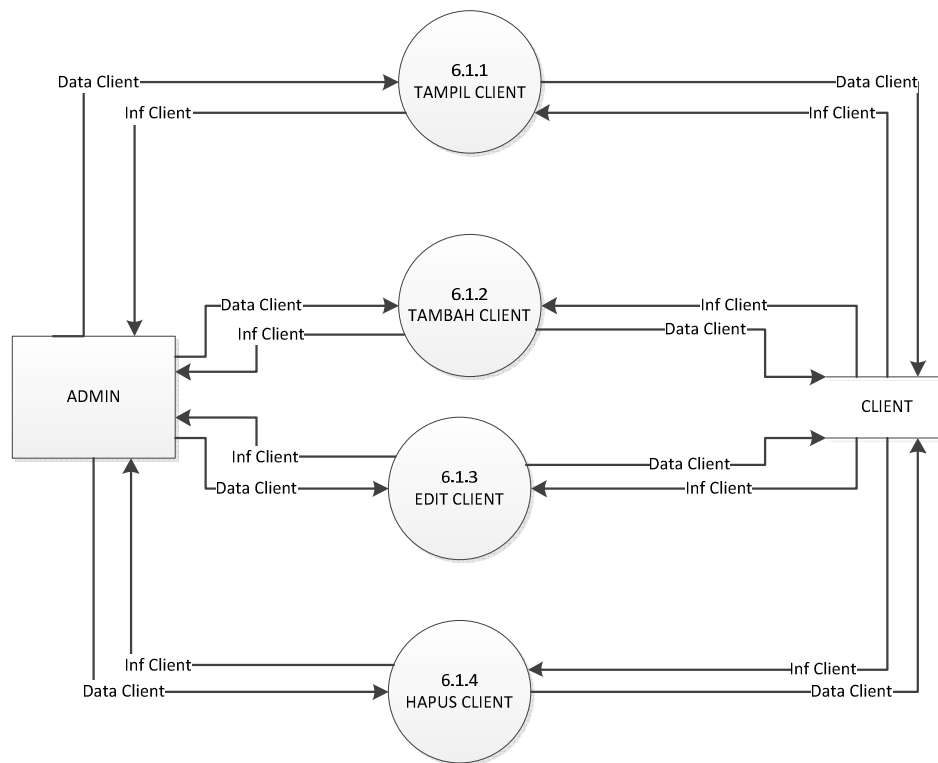 6.1.1
TAMPIL CLIENT
Data Client
Data Client
Inf Client
Inf Client
6.1.2
TAMBAH CLIENT
Data Client
Inf Client
Inf Client
Data Client
ADMIN
CLIENT
6.1.3
EDIT CLIENT
Inf Client
Data Client
Data Client
Inf Client
6.1.4
HAPUS CLIENT
Inf Client
Inf Client
Data Client
Data Client